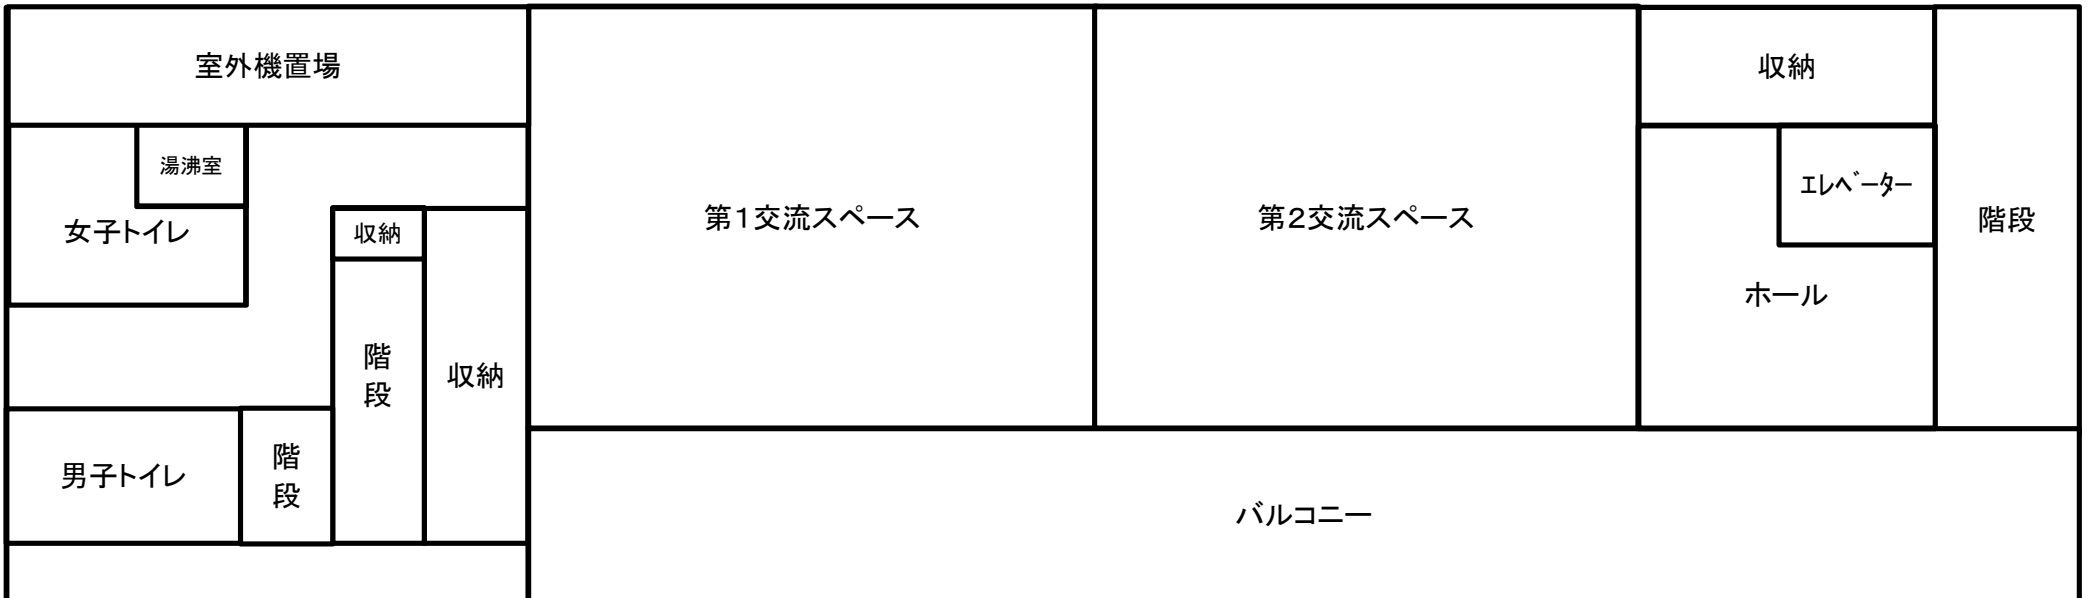 室外機置場
収納
湯沸室
女子トイレ
収納
第1交流スペース
第2交流スペース
エレベーター
階段
ホール
階
段
収納
男子トイレ
階
段
バルコニー